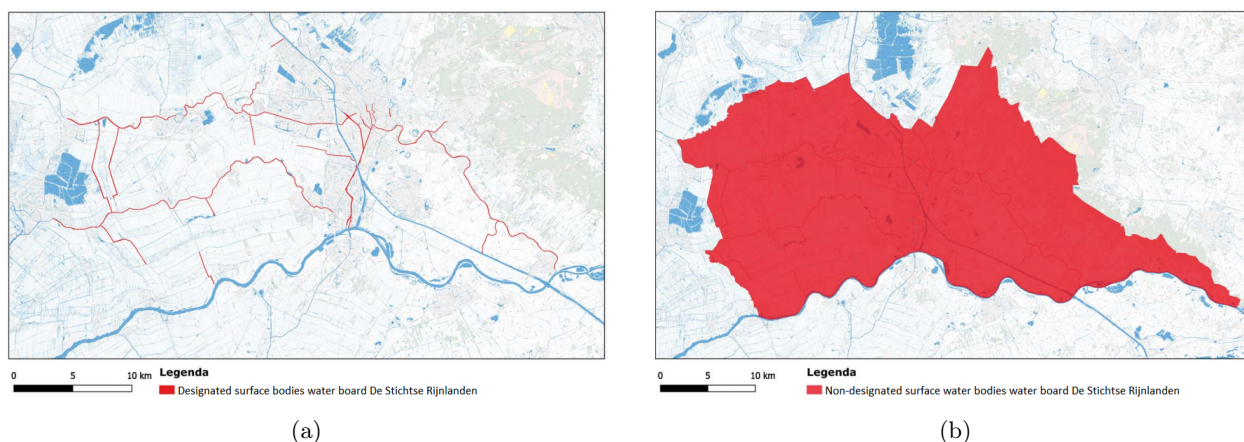 Legenda
0 5 10 km
Designated surface bodies water board De Stichtse Rijnlanden
(a)
Legenda
0 5 10 km
Non-designated surface water bodies water board De Stichtse Rijnlanden
(b)